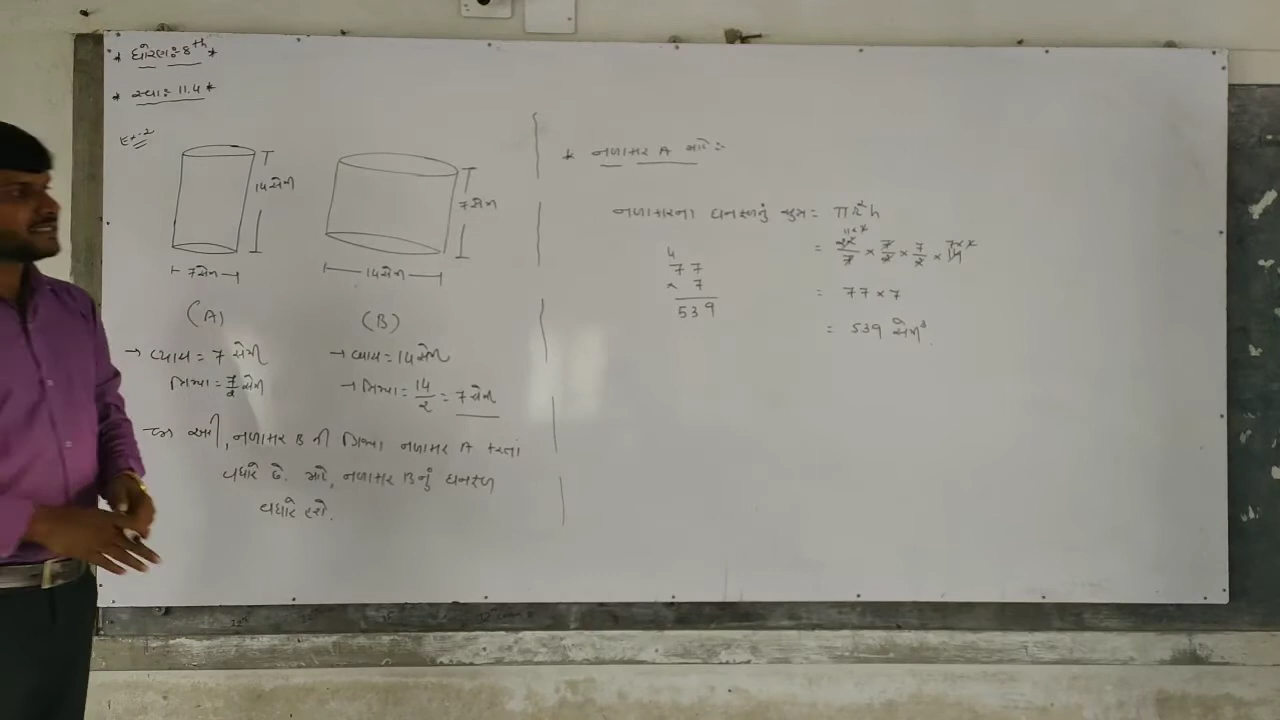 * ધોરણ:- 8th *
* સ્વા:- 11.4 *
Ex-2
14 સેમી
7 સેમી
(A)
7 સેમી
14 સેમી
(B)
→ વ્યાસ = 7 સેમી
ત્રિજ્યા = 7/2 સેમી
→ વ્યાસ = 14 સેમી
→ ત્રિજ્યા = 14/2 = 7 સેમી
આથી, નળાકાર B ની ત્રિજ્યા નળાકાર A કરતાં
વધારે છે. માટે, નળાકાર B નું ઘનફળ
વધારે હશે.
* નળાકાર A માટે :-
નળાકારના ઘનફળનું સૂત્ર = πr²h
= 22/7 × 7/2 × 7/2 × 14
= 77 × 7
= 539 સેમી³.
4
77
× 7
539